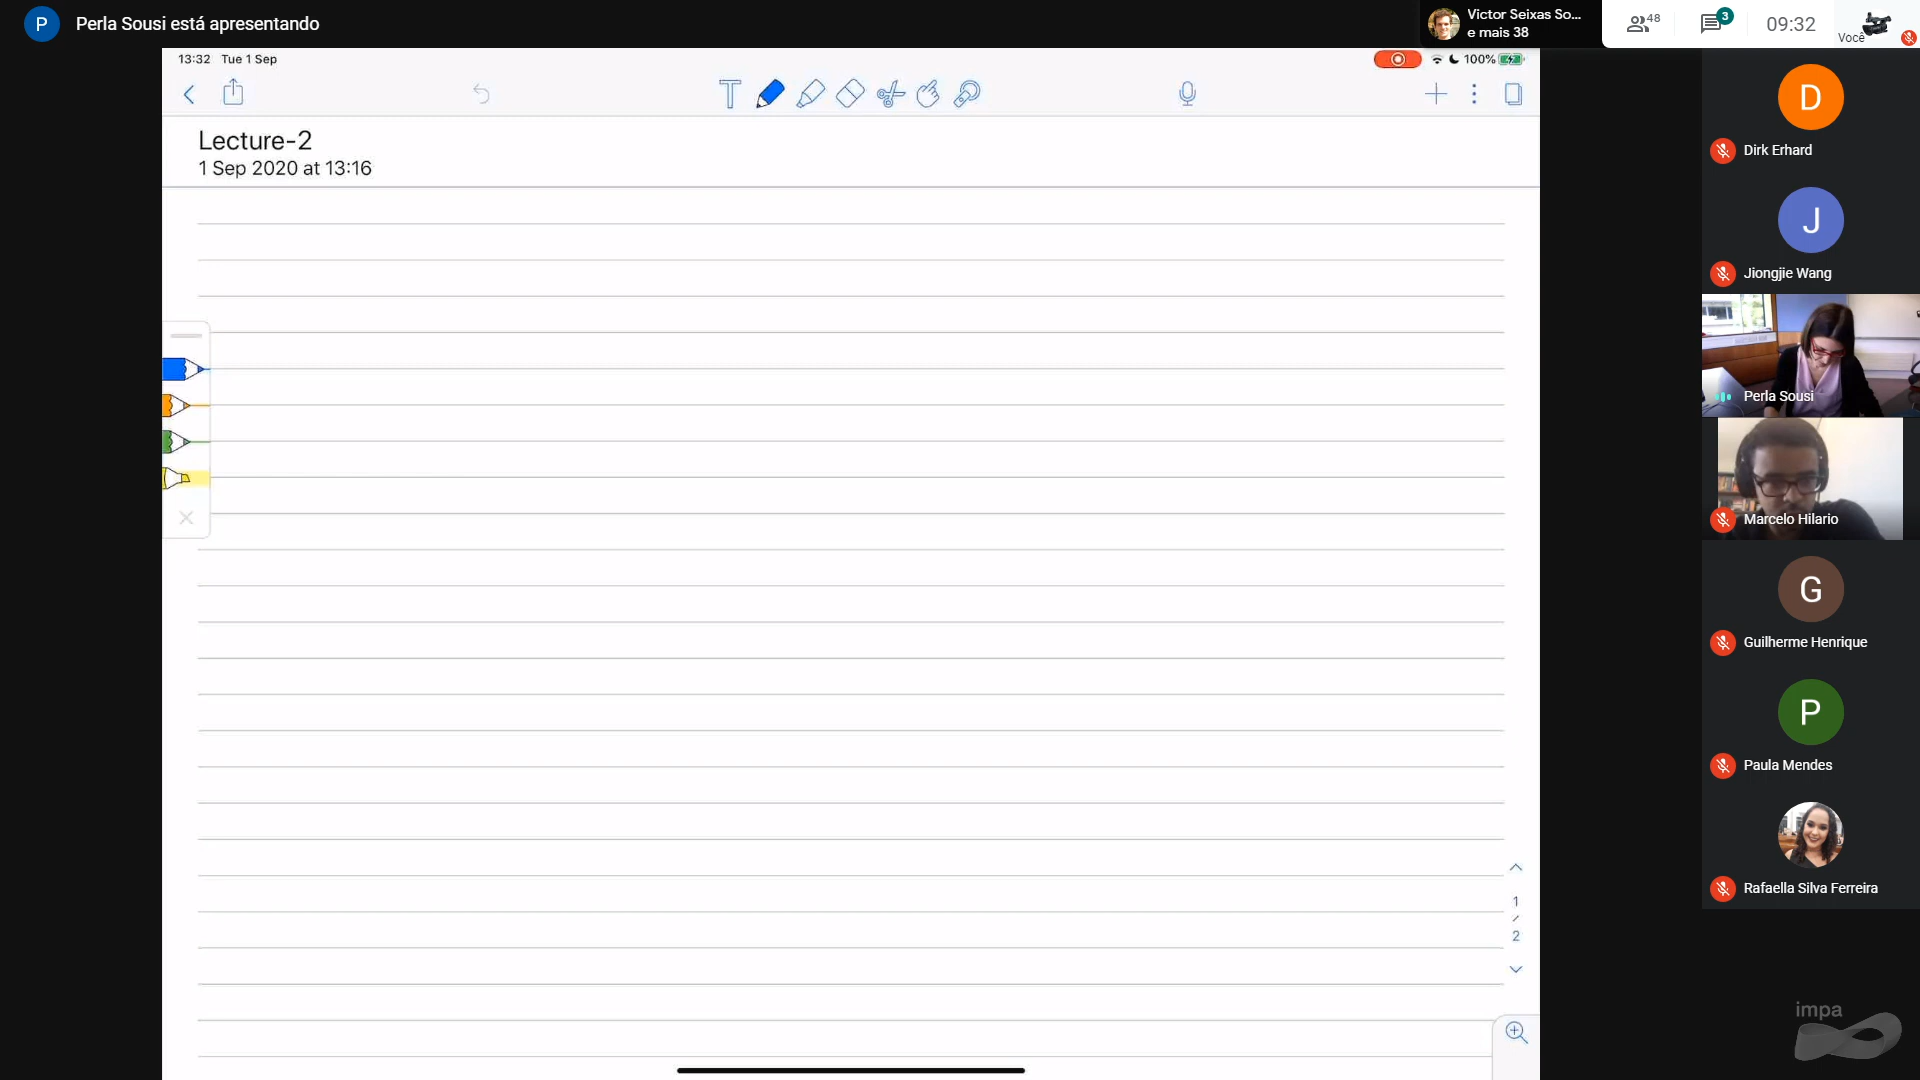 P Perla Sousi está apresentando
Victor Seixas So...
e mais 38
48
3
09:32
Você
13:32 Tue 1 Sep
100%
Lecture-2
1 Sep 2020 at 13:16
D
Dirk Erhard
J
Jiongjie Wang
Perla Sousi
Marcelo Hilario
G
Guilherme Henrique
P
Paula Mendes
Rafaella Silva Ferreira
1
/
2
impa